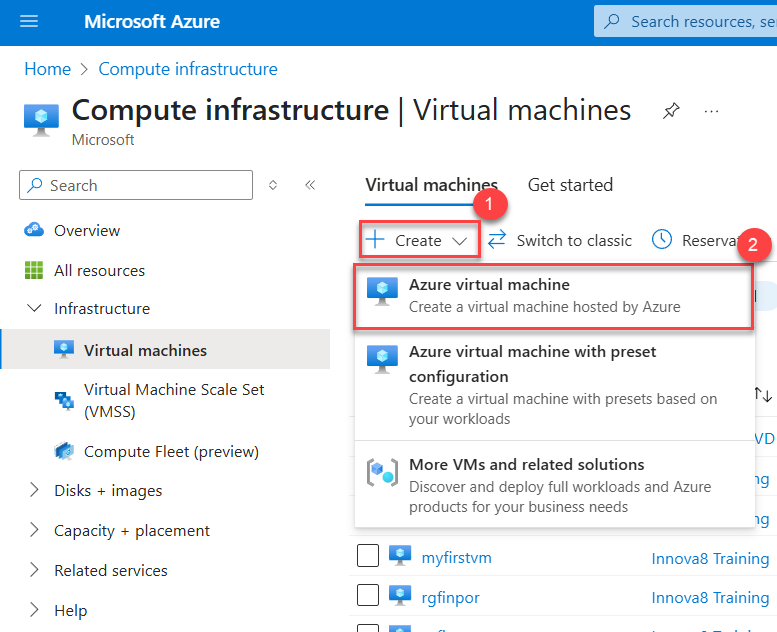 Microsoft Azure
Search resources, se
Home > Compute infrastructure
Compute infrastructure | Virtual machines
...
Microsoft
Search
Virtual machines
Get started
1
Create
Switch to classic
Reserva
2
Overview
All resources
Infrastructure
Virtual machines
Virtual Machine Scale Set
(VMSS)
Compute Fleet (preview)
Disks + images
Capacity + placement
Related services
Help
Azure virtual machine
Create a virtual machine hosted by Azure
Azure virtual machine with preset
configuration
Create a virtual machine with presets based on
your workloads
More VMs and related solutions
Discover and deploy full workloads and Azure
products for your business needs
VD
ng
ng
myfirstvm
Innova8 Training
rgfinpor
Innova8 Training